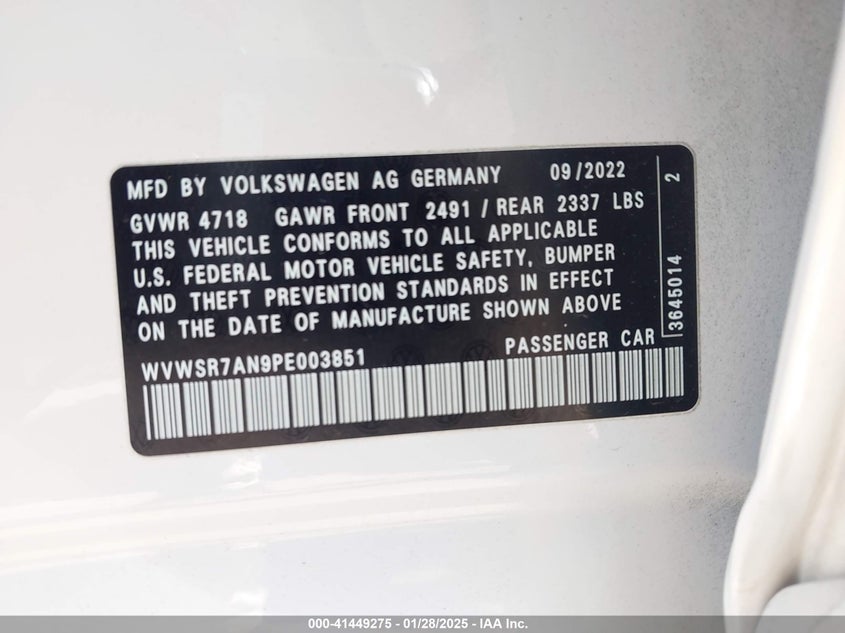 MFD BY VOLKSWAGEN AG GERMANY 09/2022
GVWR 4718 GAWR FRONT 2491 / REAR 2337 LBS
THIS VEHICLE CONFORMS TO ALL APPLICABLE
U.S. FEDERAL MOTOR VEHICLE SAFETY, BUMPER
AND THEFT PREVENTION STANDARDS IN EFFECT
ON THE DATE OF MANUFACTURE SHOWN ABOVE
WVWSR7AN9PE003851 PASSENGER CAR
3645014 2
000-41449275 - 01/28/2025 - IAA Inc.